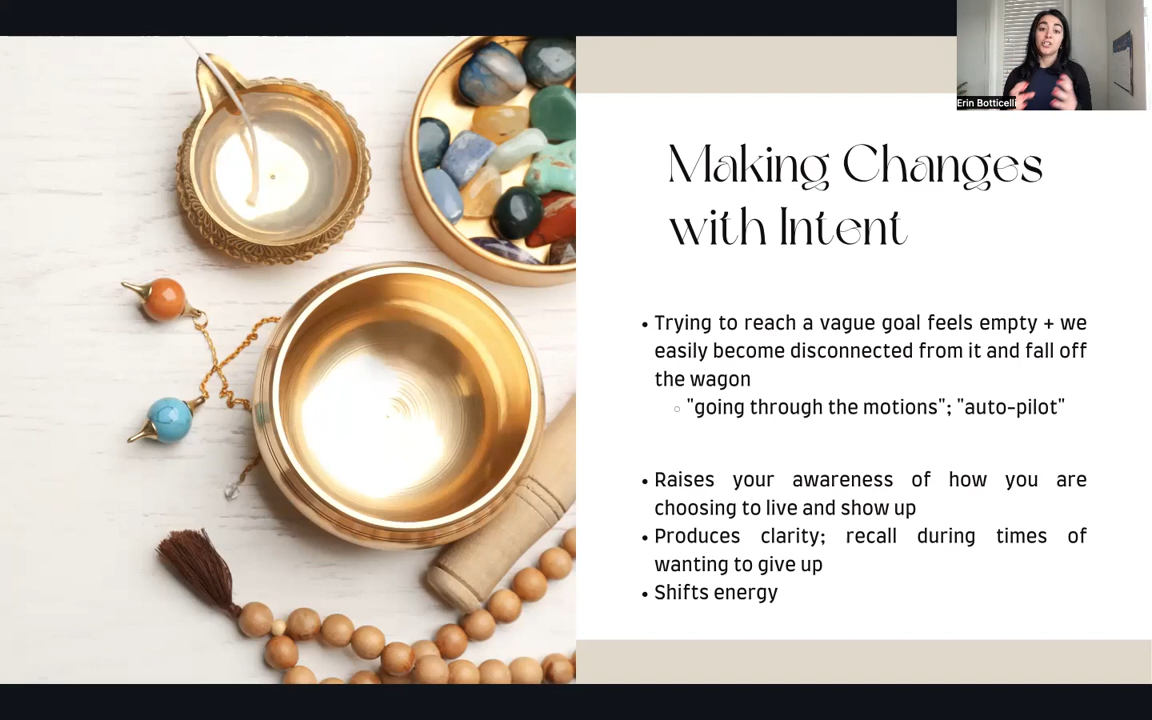 Erin Botticelli
Making Changes
with Intent
• Trying to reach a vague goal feels empty + we
easily become disconnected from it and fall off
the wagon
○ "going through the motions"; "auto-pilot"
• Raises your awareness of how you are
choosing to live and show up
• Produces clarity; recall during times of
wanting to give up
• Shifts energy